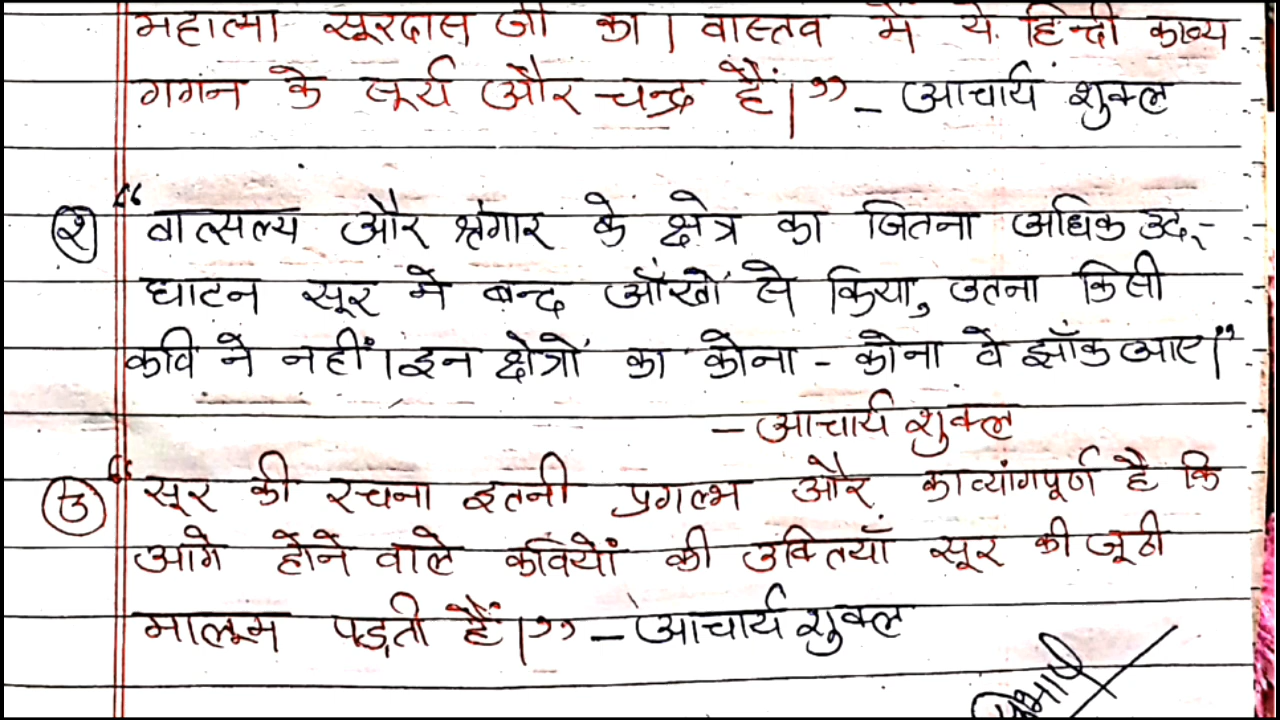 महात्मा सूरदास जी का। वास्तव में ये हिन्दी काव्य
गगन के सूर्य और चन्द्र हैं।” – आचार्य शुक्ल
“
२ वात्सल्य और श्रृंगार के क्षेत्र का जितना अधिक उद्-
घाटन सूर ने बन्द आँखों से किया, उतना किसी
कवि ने नहीं। इन क्षेत्रों का कोना - कोना वे झाँक आए।”
– आचार्य शुक्ल
३ “सूर की रचना इतनी प्रगल्भ और काव्यांगपूर्ण है कि
आगे होने वाले कवियों की उक्तियाँ सूर की जूठी
मालूम पड़ती हैं।” – आचार्य शुक्ल